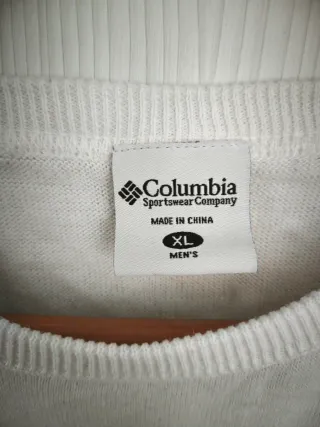 Columbia
Sportswear Company
MADE IN CHINA
XL
MEN'S